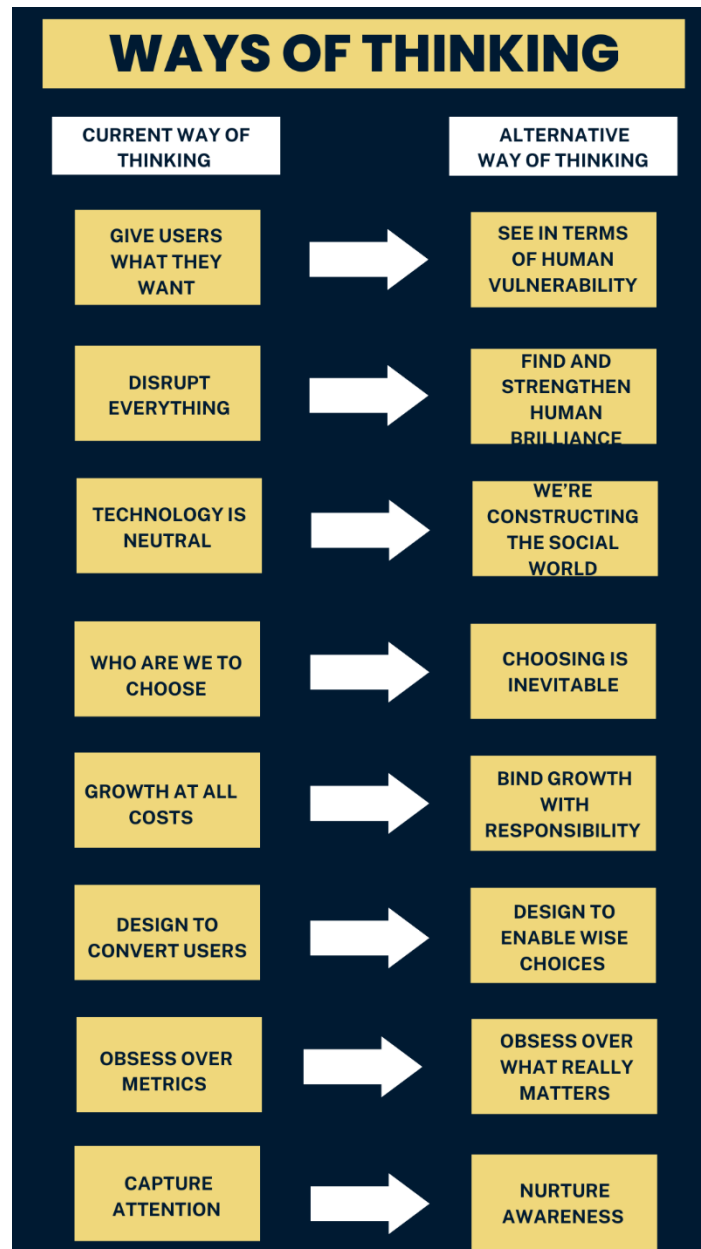 WAYS OF THINKING
CURRENT WAY OF
THINKING
ALTERNATIVE
WAY OF THINKING
GIVE USERS
WHAT THEY
WANT
SEE IN TERMS
OF HUMAN
VULNERABILITY
DISRUPT
EVERYTHING
FIND AND
STRENGTHEN
HUMAN
BRILLIANCE
TECHNOLOGY IS
NEUTRAL
WE’RE
CONSTRUCTING
THE SOCIAL
WORLD
WHO ARE WE TO
CHOOSE
CHOOSING IS
INEVITABLE
GROWTH AT ALL
COSTS
BIND GROWTH
WITH
RESPONSIBILITY
DESIGN TO
CONVERT USERS
DESIGN TO
ENABLE WISE
CHOICES
OBSESS OVER
METRICS
OBSESS OVER
WHAT REALLY
MATTERS
CAPTURE
ATTENTION
NURTURE
AWARENESS